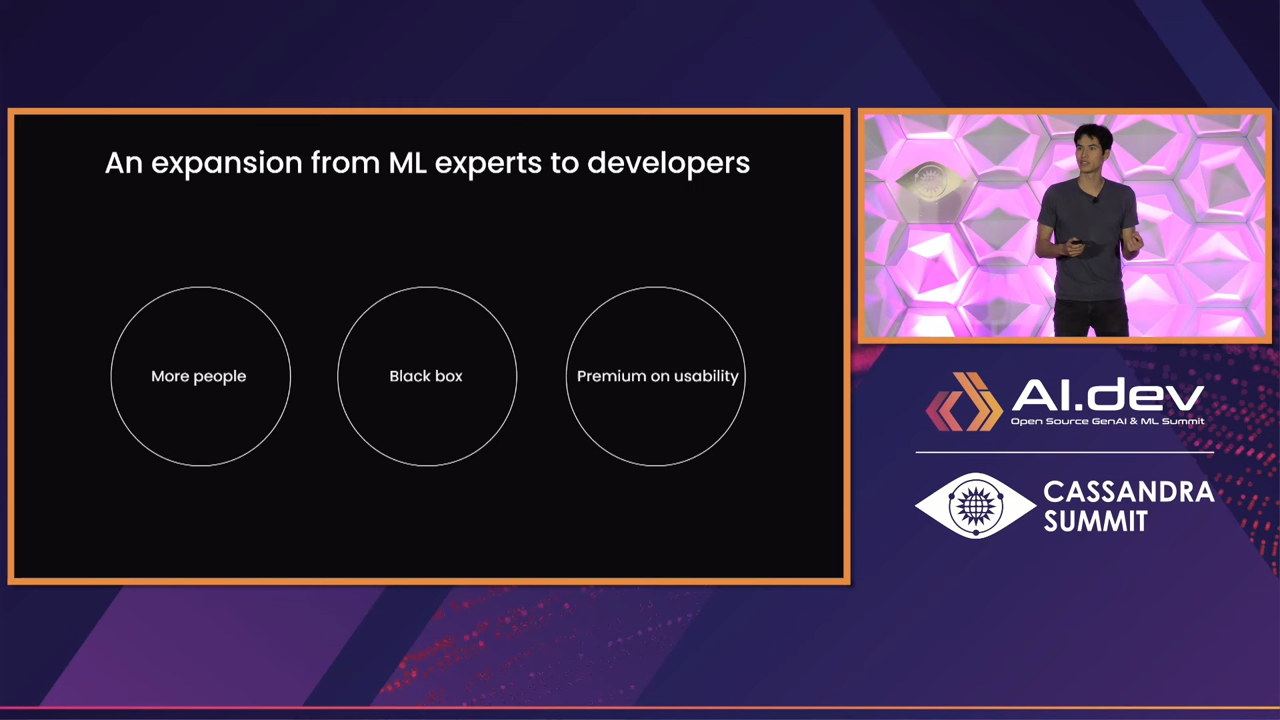 An expansion from ML experts to developers
More people
Black box
Premium on usability
AI.dev
Open Source GenAI & ML Summit
CASSANDRA
SUMMIT